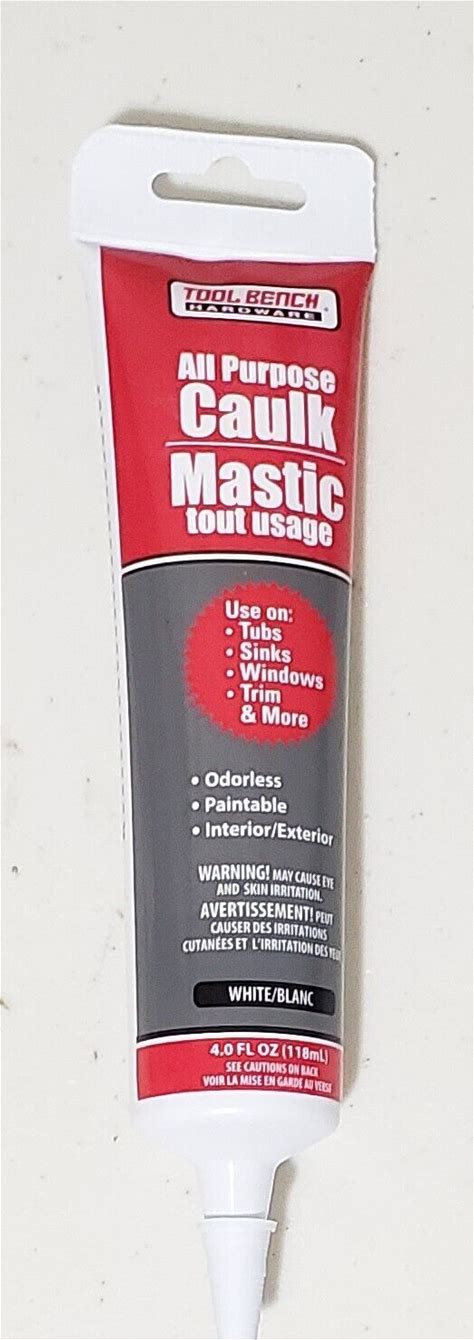 TOOL BENCH
HARDWARE
All Purpose
Caulk
Mastic
tout usage
Use on:
• Tubs
• Sinks
• Windows
• Trim
& More
• Odorless
• Paintable
• Interior/Exterior
WARNING! MAY CAUSE EYE
AND SKIN IRRITATION.
AVERTISSEMENT! PEUT
CAUSER DES IRRITATIONS
CUTANÉES ET L'IRRITATION DES YEUX
WHITE/BLANC
4.0 FL OZ (118mL)
SEE CAUTIONS ON BACK
VOIR LA MISE EN GARDE AU VERSO